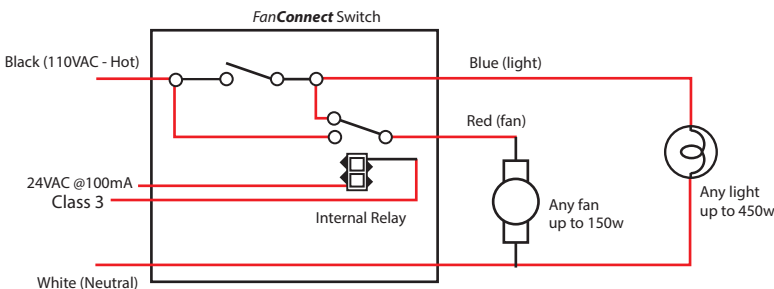 FanConnect Switch
Black (110VAC - Hot)
Blue (light)
Red (fan)
24VAC @100mA
Class 3
Internal Relay
Any fan
up to 150w
Any light
up to 450w
White (Neutral)